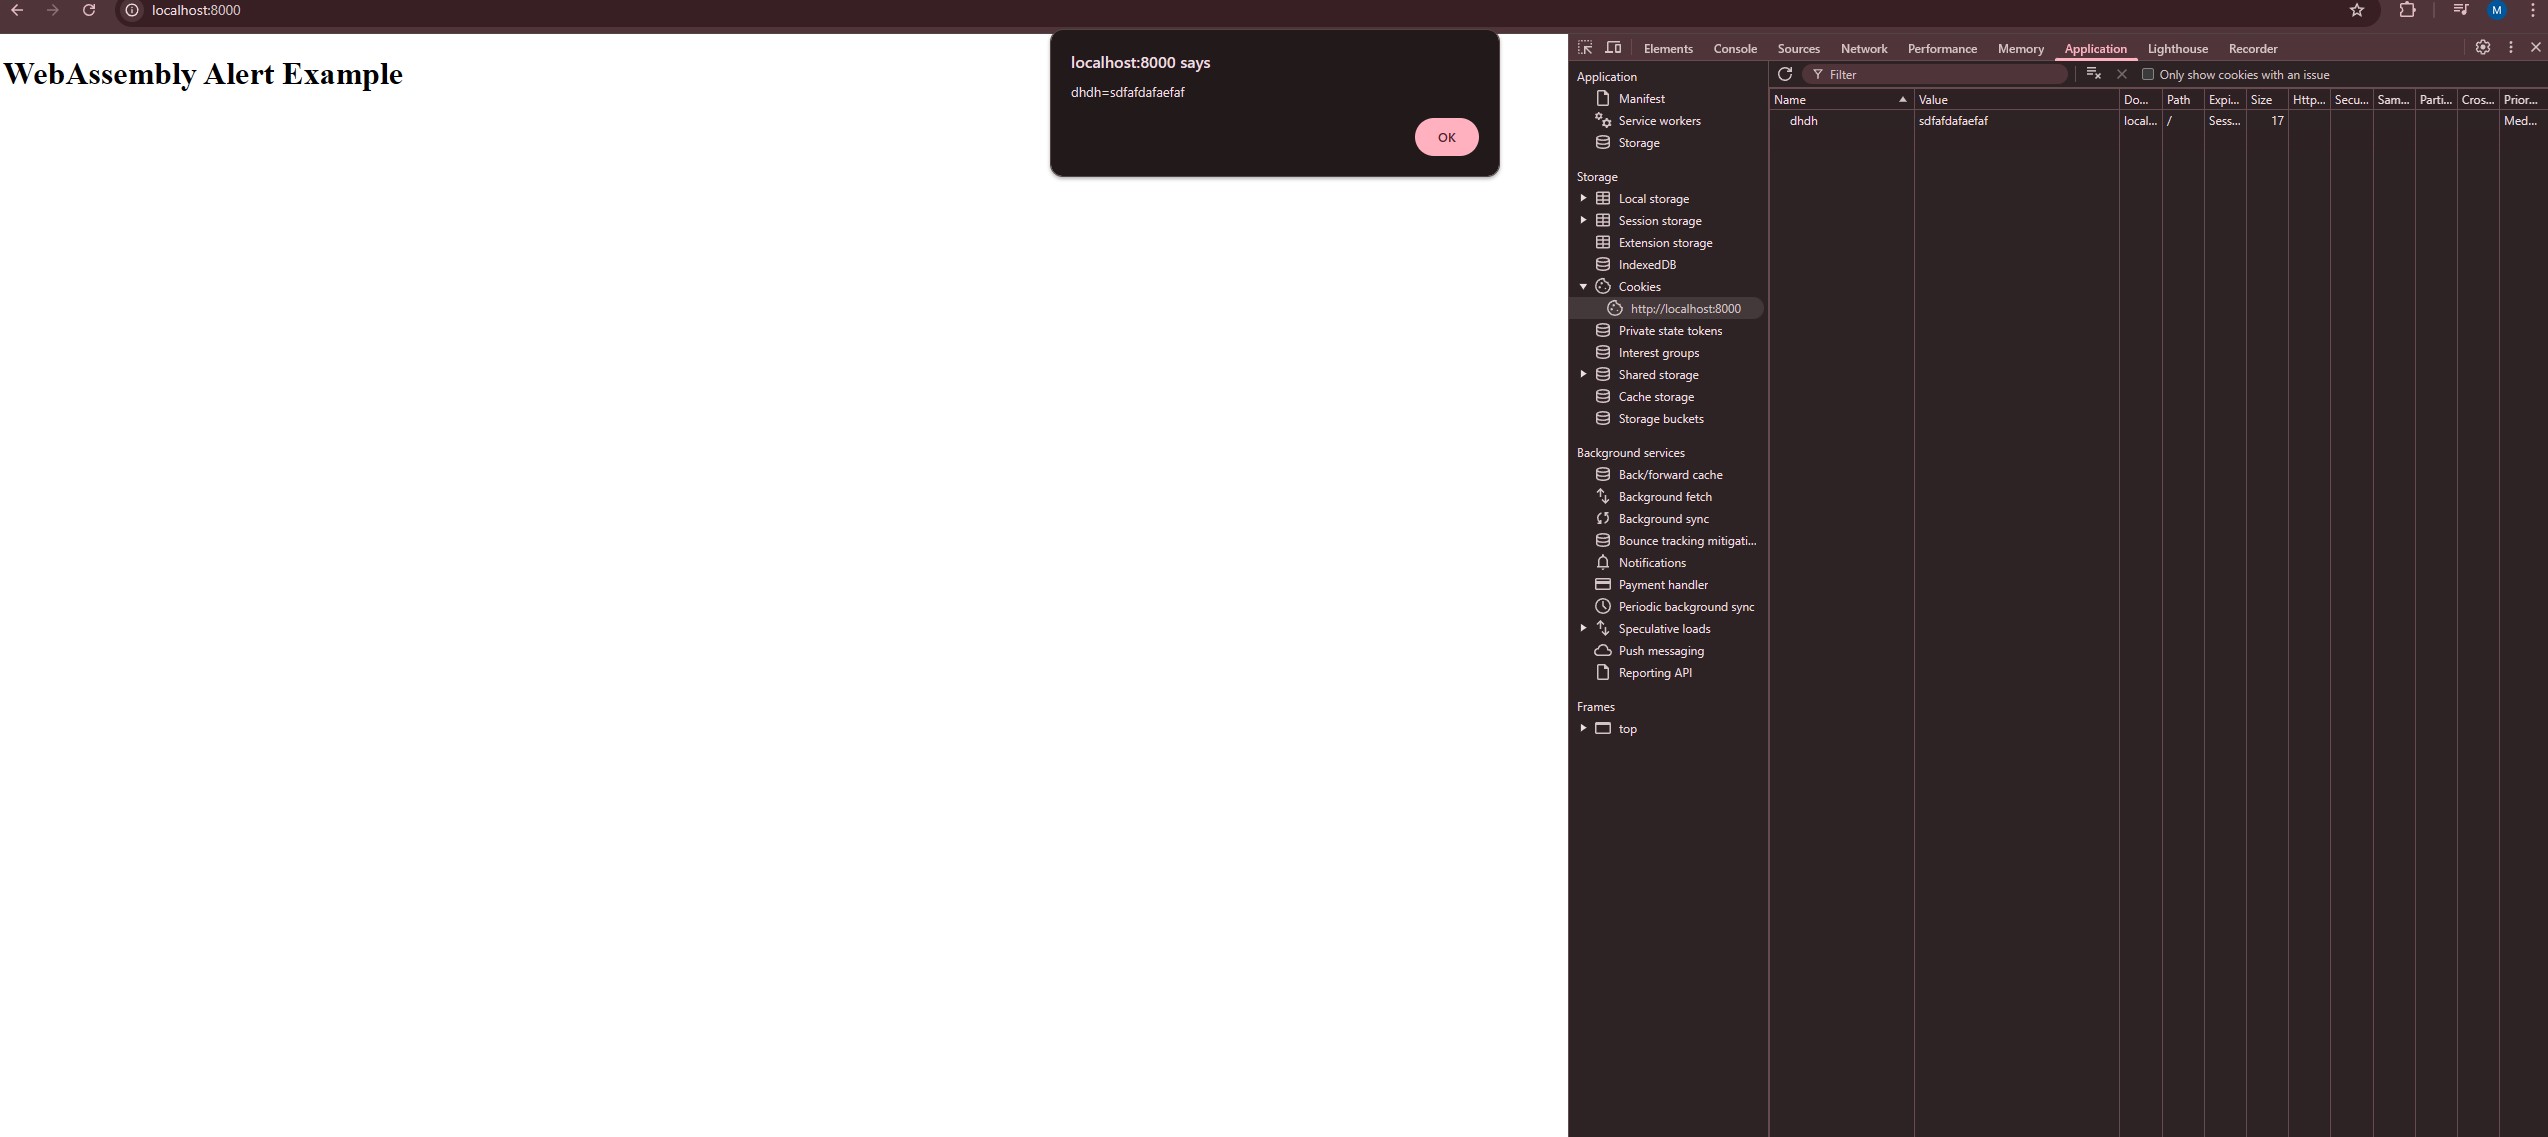 localhost:8000
M
WebAssembly Alert Example
localhost:8000 says
dhdh=sdfafdafaefaf
OK
Elements Console Sources Network Performance Memory Application Lighthouse Recorder
Application
Manifest
Service workers
Storage
Storage
Local storage
Session storage
Extension storage
IndexedDB
Cookies
http://localhost:8000
Private state tokens
Interest groups
Shared storage
Cache storage
Storage buckets
Background services
Back/forward cache
Background fetch
Background sync
Bounce tracking mitigati...
Notifications
Payment handler
Periodic background sync
Speculative loads
Push messaging
Reporting API
Frames
top
Filter Only show cookies with an issue
Name Value Do... Path Expi... Size Http... Secu... Sam... Parti... Cros... Prior...
dhdh sdfafdafaefaf local... / Sess... 17 Med...